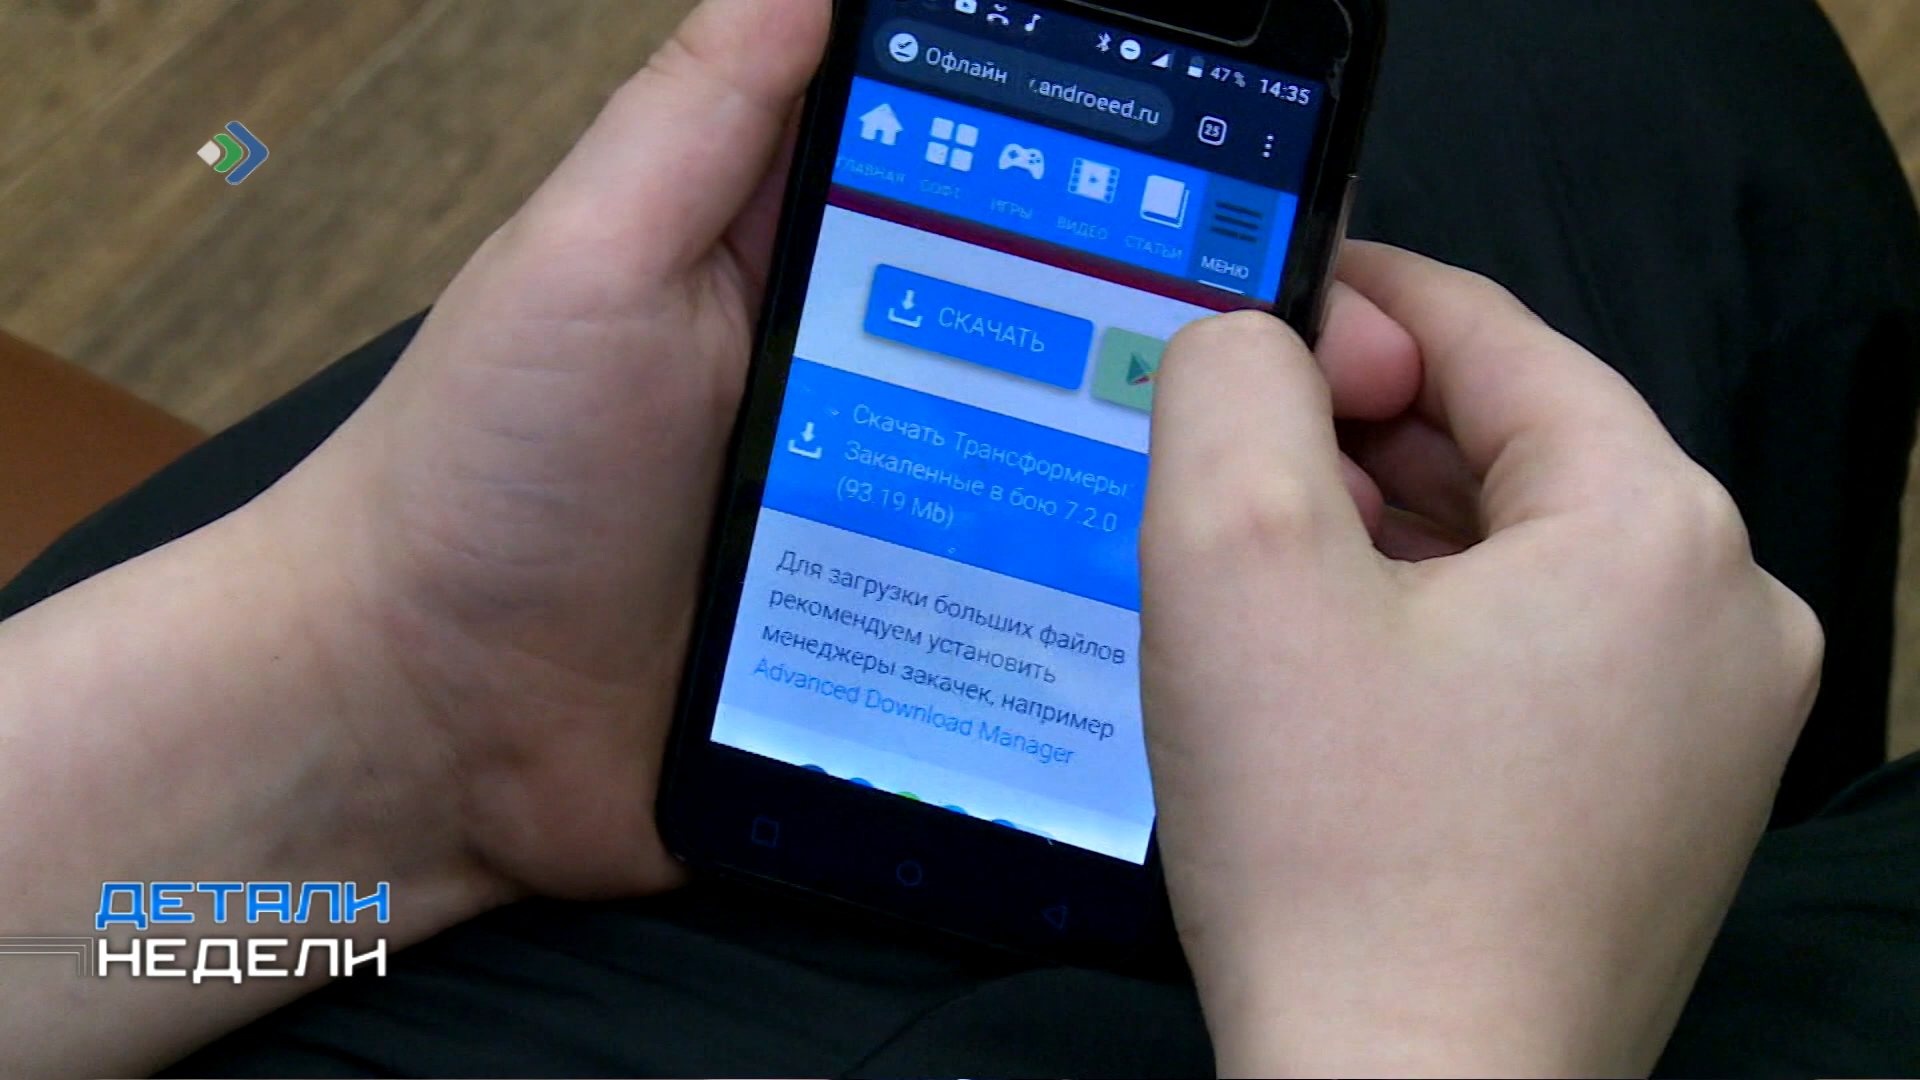 47% 14:35
Офлайн .androeed.ru 25
ГЛАВНАЯ СОФТ ИГРЫ ВИДЕО СТАТЬИ МЕНЮ
СКАЧАТЬ
Скачать Трансформеры:
Закаленные в бою 7.2.0
(93.19 Mb)
Для загрузки больших файлов
рекомендуем установить
менеджеры закачек, например
Advanced Download Manager
ДЕТАЛИ
НЕДЕЛИ